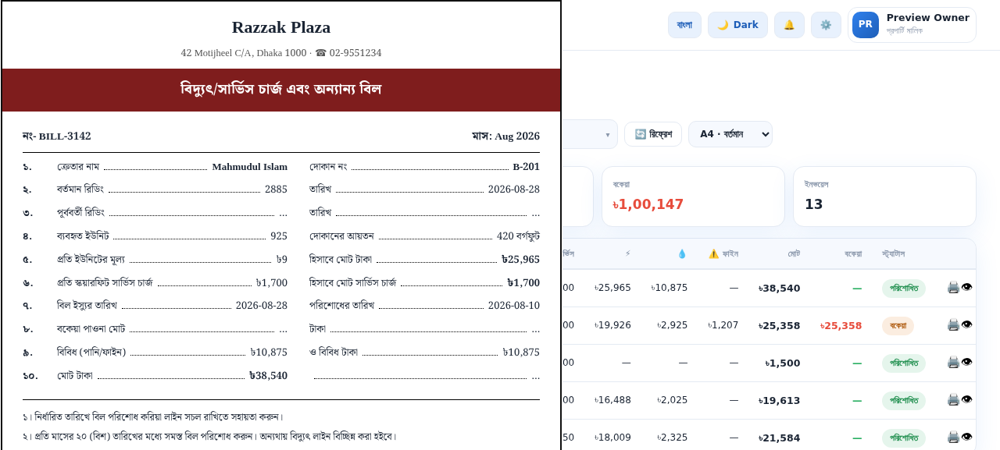 Razzak Plaza
42 Motijheel C/A, Dhaka 1000 · ☎ 02-9551234
বিদ্যুৎ/সার্ভিস চার্জ এবং অন্যান্য বিল
নং- BILL-3142 মাস: Aug 2026
১. ক্রেতার নাম Mahmudul Islam দোকান নং B-201
২. বর্তমান রিডিং 2885 তারিখ 2026-08-28
৩. পূর্ববর্তী রিডিং ... তারিখ ...
৪. ব্যবহৃত ইউনিট 925 দোকানের আয়তন 420 বর্গফুট
৫. প্রতি ইউনিটের মূল্য ৳9 হিসাবে মোট টাকা ৳25,965
৬. প্রতি স্কয়ারফিট সার্ভিস চার্জ ৳1,700 হিসাবে মোট সার্ভিস চার্জ ৳1,700
৭. বিল ইস্যুর তারিখ 2026-08-28 পরিশোধের তারিখ 2026-08-10
৮. বকেয়া পাওনা মোট ... টাকা ...
৯. বিবিধ (পানি/ফাইন) ৳10,875 ও বিবিধ টাকা ৳10,875
১০. মোট টাকা ৳38,540 ...
১। নির্ধারিত তারিখে বিল পরিশোধ করিয়া লাইন সচল রাখিতে সহায়তা করুন।
২। প্রতি মাসের ২০ (বিশ) তারিখের মধ্যে সমস্ত বিল পরিশোধ করুন। অন্যথায় বিদ্যুৎ লাইন বিচ্ছিন্ন করা হইবে।
বাংলা 🌙 Dark 🔔 ⚙️ PR Preview Owner
প্রপার্টি মালিক
🔄 রিফ্রেশ A4 · বর্তমান
বকেয়া
৳1,00,147
ইনভয়েস
13
র্ভিস ⚡ 💧 ⚠️ ফাইন মোট বকেয়া স্ট্যাটাস
00 ৳25,965 ৳10,875 — ৳38,540 — পরিশোধিত
00 ৳19,926 ৳2,925 ৳1,207 ৳25,358 ৳25,358 বকেয়া
00 — — — ৳1,500 — পরিশোধিত
00 ৳16,488 ৳2,025 — ৳19,613 — পরিশোধিত
50 ৳18,009 ৳2,325 — ৳21,584 — পরিশোধিত